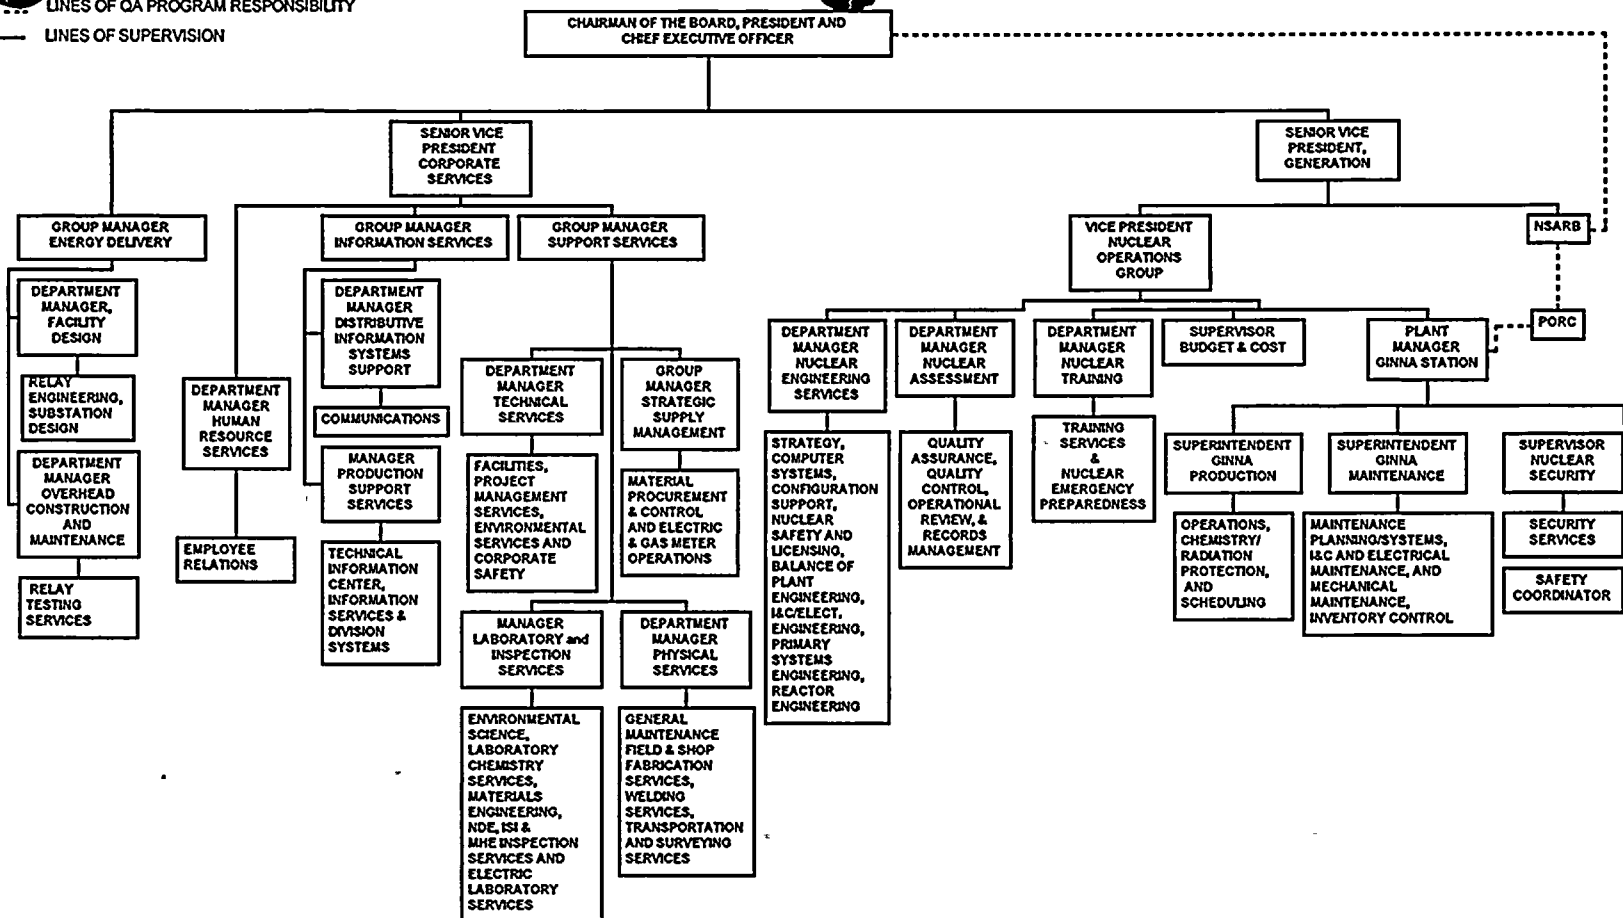 LINES OF QA PROGRAM RESPONSIBILITY
LINES OF SUPERVISION
CHAIRMAN OF THE BOARD, PRESIDENT AND
CHIEF EXECUTIVE OFFICER
SENIOR VICE
PRESIDENT
CORPORATE
SERVICES
SENIOR VICE
PRESIDENT,
GENERATION
GROUP MANAGER
ENERGY DELIVERY
GROUP MANAGER
INFORMATION SERVICES
GROUP MANAGER
SUPPORT SERVICES
VICE PRESIDENT
NUCLEAR
OPERATIONS
GROUP
NSARB
DEPARTMENT
MANAGER,
FACILITY
DESIGN
RELAY
ENGINEERING,
SUBSTATION
DESIGN
DEPARTMENT
MANAGER
OVERHEAD
CONSTRUCTION
AND
MAINTENANCE
RELAY
TESTING
SERVICES
DEPARTMENT
MANAGER
HUMAN
RESOURCE
SERVICES
EMPLOYEE
RELATIONS
DEPARTMENT
MANAGER
DISTRIBUTIVE
INFORMATION
SYSTEMS
SUPPORT
COMMUNICATIONS
MANAGER
PRODUCTION
SUPPORT
SERVICES
TECHNICAL
INFORMATION
CENTER,
INFORMATION
SERVICES &
DIVISION
SYSTEMS
DEPARTMENT
MANAGER
TECHNICAL
SERVICES
FACILITIES,
PROJECT
MANAGEMENT
SERVICES,
ENVIRONMENTAL
SERVICES AND
CORPORATE
SAFETY
GROUP
MANAGER
STRATEGIC
SUPPLY
MANAGEMENT
MATERIAL
PROCUREMENT
& CONTROL
AND ELECTRIC
& GAS METER
OPERATIONS
MANAGER
LABORATORY and
INSPECTION
SERVICES
ENVIRONMENTAL
SCIENCE,
LABORATORY
CHEMISTRY
SERVICES,
MATERIALS
ENGINEERING,
NDE, ISI &
MHE INSPECTION
SERVICES AND
ELECTRIC
LABORATORY
SERVICES
DEPARTMENT
MANAGER
PHYSICAL
SERVICES
GENERAL
MAINTENANCE
FIELD & SHOP
FABRICATION
SERVICES,
WELDING
SERVICES,
TRANSPORTATION
AND SURVEYING
SERVICES
DEPARTMENT
MANAGER
NUCLEAR
ENGINEERING
SERVICES
STRATEGY,
COMPUTER
SYSTEMS,
CONFIGURATION
SUPPORT,
NUCLEAR
SAFETY AND
LICENSING,
BALANCE OF
PLANT
ENGINEERING,
I&C/ELECT,
ENGINEERING,
PRIMARY
SYSTEMS
ENGINEERING,
REACTOR
ENGINEERING
DEPARTMENT
MANAGER
NUCLEAR
ASSESSMENT
QUALITY
ASSURANCE,
QUALITY
CONTROL,
OPERATIONAL
REVIEW, &
RECORDS
MANAGEMENT
DEPARTMENT
MANAGER
NUCLEAR
TRAINING
TRAINING
SERVICES
&
NUCLEAR
EMERGENCY
PREPAREDNESS
SUPERVISOR
BUDGET & COST
PLANT
MANAGER
GINNA STATION
PORC
SUPERINTENDENT
GINNA
PRODUCTION
OPERATIONS,
CHEMISTRY/
RADIATION
PROTECTION,
AND
SCHEDULING
SUPERINTENDENT
GINNA
MAINTENANCE
MAINTENANCE
PLANNING/SYSTEMS,
I&C AND ELECTRICAL
MAINTENANCE, AND
MECHANICAL
MAINTENANCE,
INVENTORY CONTROL
SUPERVISOR
NUCLEAR
SECURITY
SECURITY
SERVICES
SAFETY
COORDINATOR